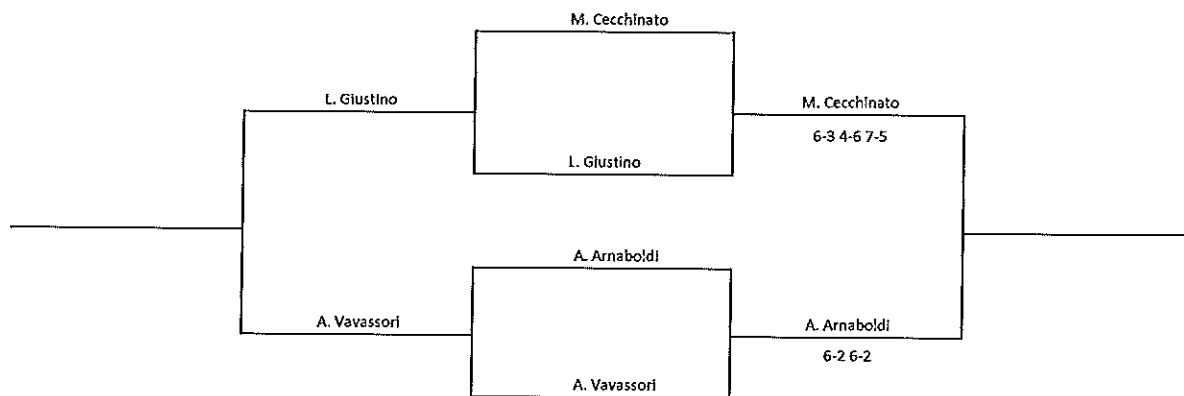 M. Cecchinato
L. Giustino
M. Cecchinato
6-3 4-6 7-5
L. Giustino
A. Arnaboldi
A. Vavassori
A. Arnaboldi
6-2 6-2
A. Vavassori